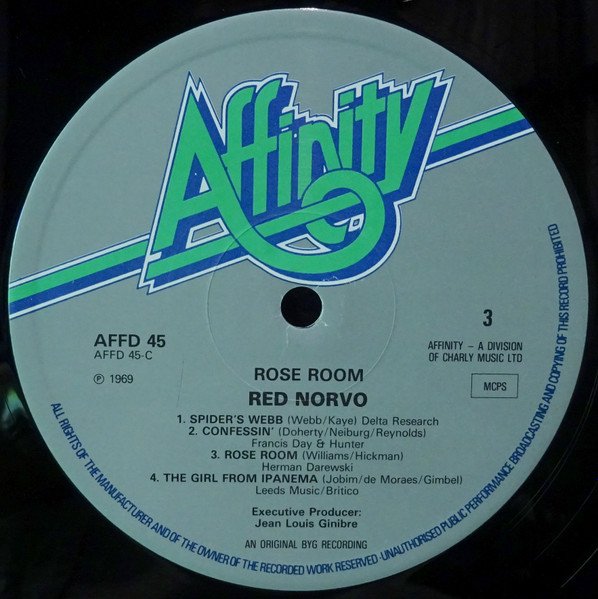 Affinity
AFFD 45
AFFD 45-C
℗ 1969
3
AFFINITY – A DIVISION
OF CHARLY MUSIC LTD
MCPS
ROSE ROOM
RED NORVO
1. SPIDER'S WEBB (Webb/Kaye) Delta Research
2. CONFESSIN' (Doherty/Neiburg/Reynolds)
Francis Day & Hunter
3. ROSE ROOM (Williams/Hickman)
Herman Darewski
4. THE GIRL FROM IPANEMA (Jobim/de Moraes/Gimbel)
Leeds Music/Britico
Executive Producer:
Jean Louis Ginibre
AN ORIGINAL BYG RECORDING
ALL RIGHTS OF THE MANUFACTURER AND OF THE OWNER OF THE RECORDED WORK RESERVED · UNAUTHORISED PUBLIC PERFORMANCE BROADCASTING AND COPYING OF THIS RECORD PROHIBITED